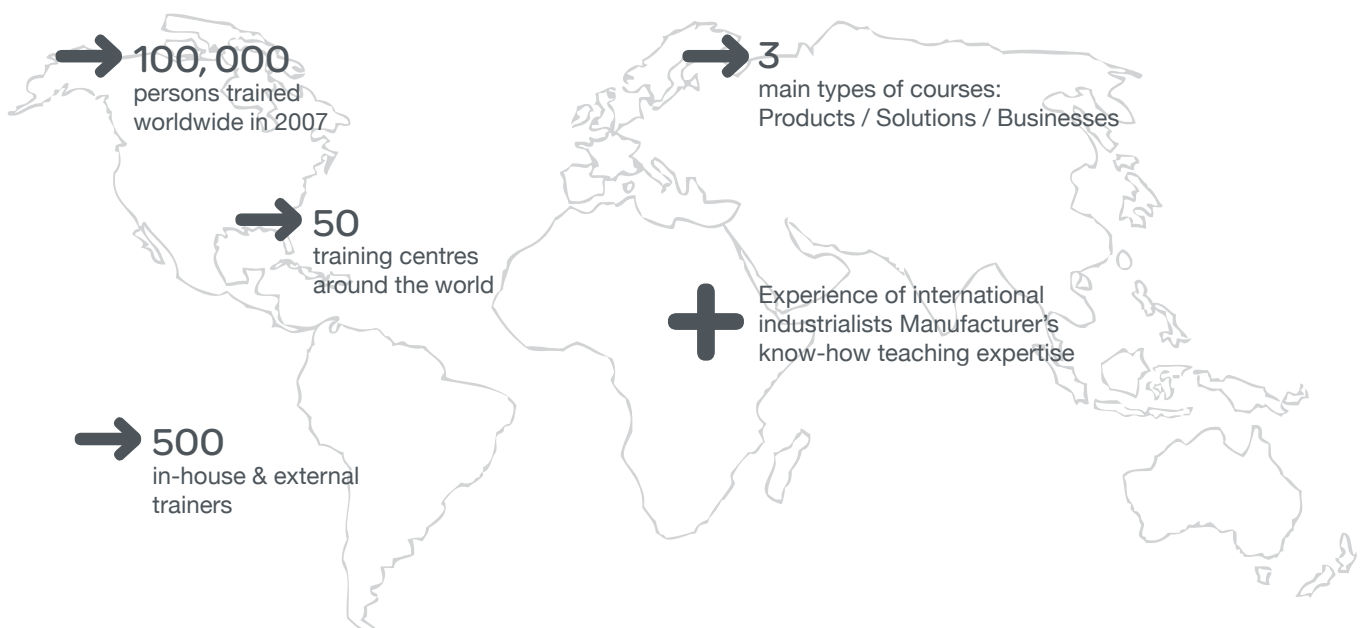 100, 000
persons trained
worldwide in 2007
3
main types of courses:
Products / Solutions / Businesses
50
training centres
around the world
Experience of international
industrialists Manufacturer's
know-how teaching expertise
500
in-house & external
trainers